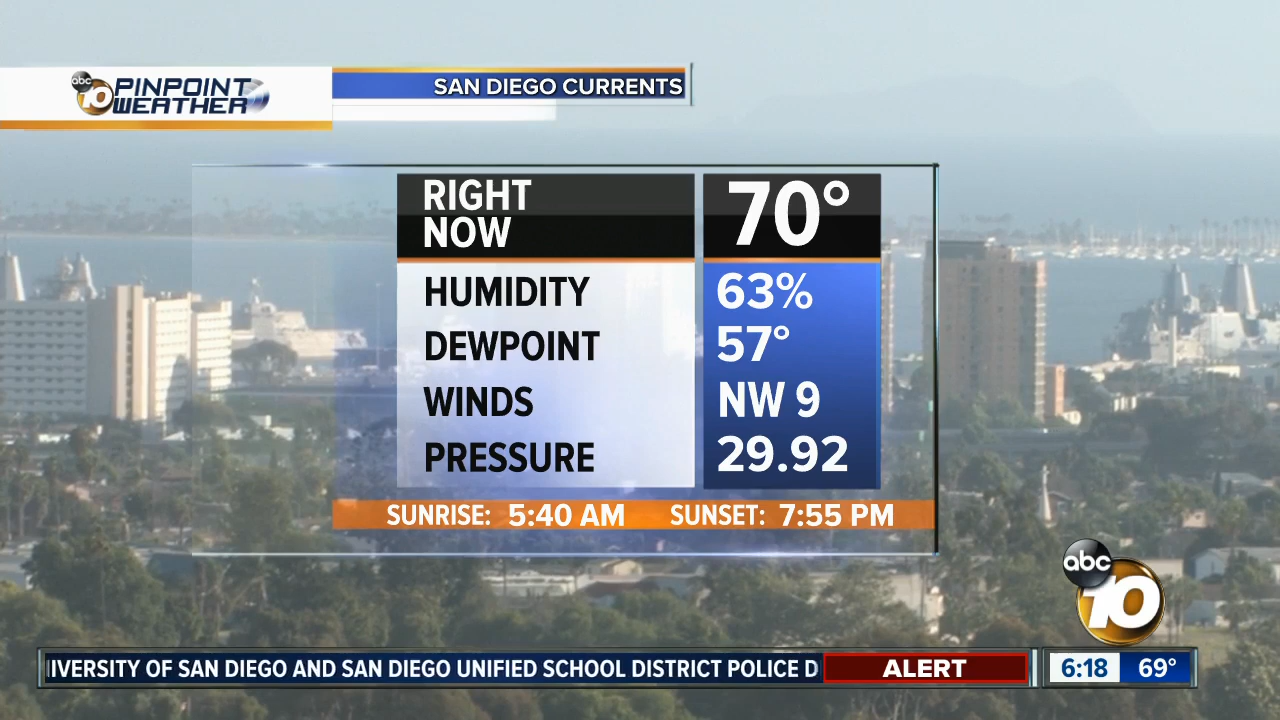 abc
10 PINPOINT
WEATHER
SAN DIEGO CURRENTS
RIGHT
NOW
70°
HUMIDITY 63%
DEWPOINT 57°
WINDS NW 9
PRESSURE 29.92
SUNRISE: 5:40 AM SUNSET: 7:55 PM
abc
10
IVERSITY OF SAN DIEGO AND SAN DIEGO UNIFIED SCHOOL DISTRICT POLICE D ALERT 6:18 69°